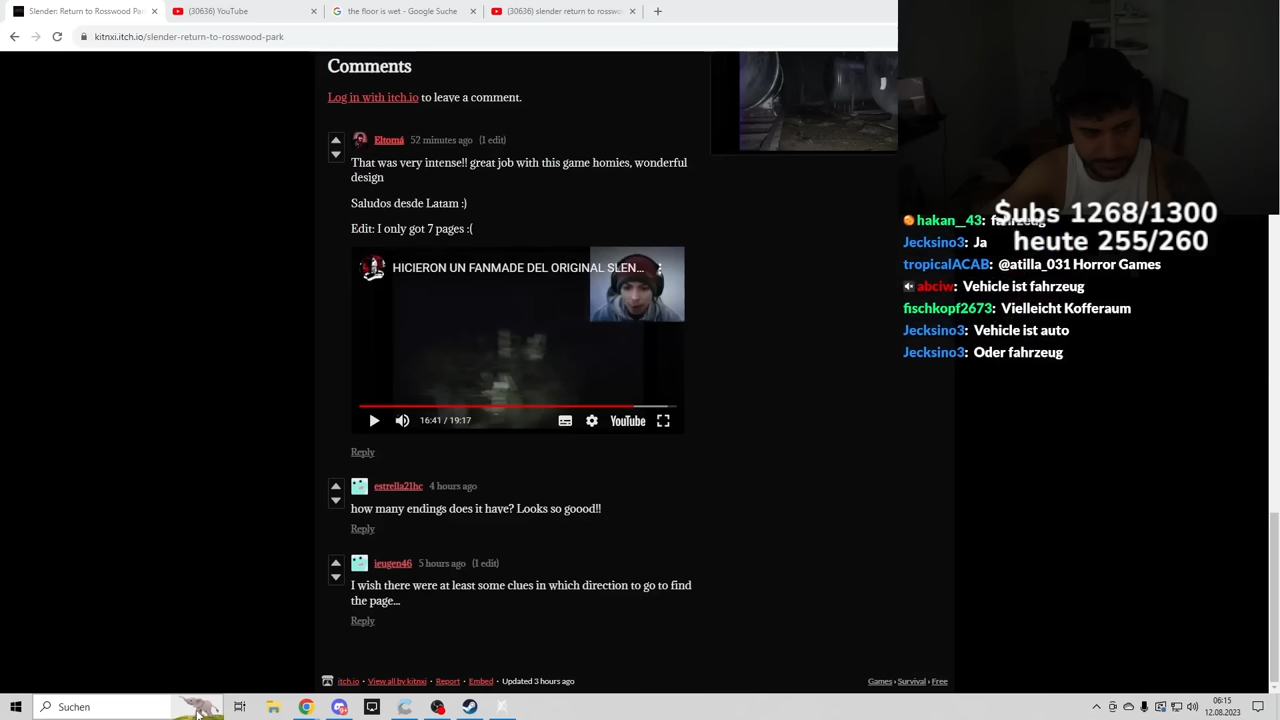 Slender: Return to Rosswood Par
(30636) YouTube
the floor is wet - Google Suche
(30636) slender return to rosswo
kitnxi.itch.io/slender-return-to-rosswood-park
Comments
Log in with itch.io to leave a comment.
Eltomá 52 minutes ago (1 edit)
That was very intense!! great job with this game homies, wonderful
design
Saludos desde Latam :)
Edit: I only got 7 pages :(
HICIERON UN FANMADE DEL ORIGINAL SLEN...
16:41 / 19:17
YouTube
Reply
estrella21hc 4 hours ago
how many endings does it have? Looks so goood!!
Reply
ieugen46 5 hours ago (1 edit)
I wish there were at least some clues in which direction to go to find
the page...
Reply
itch.io · View all by kitnxi · Report · Embed · Updated 3 hours ago
Games › Survival › Free
$ubs 1268/1300
heute 255/260
hakan__43: fahrzeug
Jecksino3: Ja
tropicalACAB: @atilla_031 Horror Games
abciw: Vehicle ist fahrzeug
fischkopf2673: Vielleicht Kofferaum
Jecksino3: Vehicle ist auto
Jecksino3: Oder fahrzeug
Suchen
06:15
12.08.2023